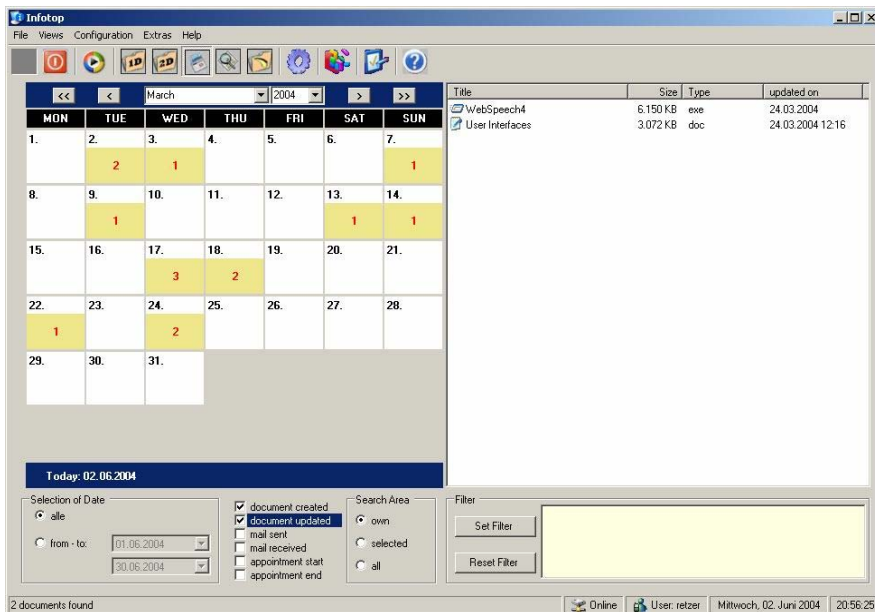 Infotop
File Views Configuration Extras Help
1D 2D
<< < March 2004 > >>
MON TUE WED THU FRI SAT SUN
1. 2. 3. 4. 5. 6. 7.
2 1 1
8. 9. 10. 11. 12. 13. 14.
1 1 1
15. 16. 17. 18. 19. 20. 21.
3 2
22. 23. 24. 25. 26. 27. 28.
1 2
29. 30. 31.
Today: 02.06.2004
Title Size Type updated on
WebSpeech4 6.150 KB exe 24.03.2004
User Interfaces 3.072 KB doc 24.03.2004 12:16
Selection of Date
alle
from - to: 01.06.2004
30.06.2004
document created
document updated
mail sent
mail received
appointment start
appointment end
Search Area
own
selected
all
Filter
Set Filter
Reset Filter
2 documents found Online User: retzer Mittwoch, 02. Juni 2004 20:56:25